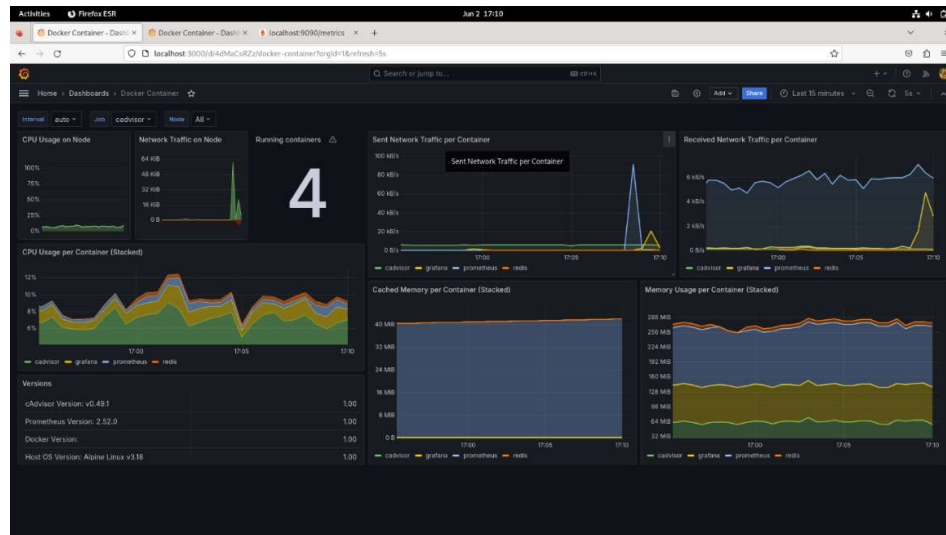 Activities Firefox ESR Jun 2 17:10
Docker Container - Dash × Docker Container - Dash × localhost:9090/metrics × +
localhost:3000/d/4dMaCsRZz/docker-container?orgId=1&refresh=5s
Search or jump to...
Home › Dashboards › Docker Container Add Share Last 15 minutes 5s
Interval auto Job cadvisor Node All
CPU Usage on Node
100%
75%
50%
25%
0%
Network Traffic on Node
64 KiB
48 KiB
32 KiB
16 KiB
0 B
Running containers
4
Sent Network Traffic per Container
Sent Network Traffic per Container
100 kB/s
80 kB/s
60 kB/s
40 kB/s
20 kB/s
0 B/s
17:00 17:05 17:10
cadvisor grafana prometheus redis
Received Network Traffic per Container
6 kB/s
4 kB/s
2 kB/s
0 B/s
17:00 17:05 17:10
cadvisor grafana prometheus redis
CPU Usage per Container (Stacked)
12%
10%
8%
6%
17:00 17:05 17:10
cadvisor grafana prometheus redis
Cached Memory per Container (Stacked)
40 MiB
32 MiB
24 MiB
16 MiB
8 MiB
0 B
17:00 17:05 17:10
cadvisor grafana prometheus redis
Memory Usage per Container (Stacked)
288 MiB
256 MiB
224 MiB
192 MiB
160 MiB
128 MiB
96 MiB
64 MiB
32 MiB
17:00 17:05 17:10
cadvisor grafana prometheus redis
Versions
cAdvisor Version: v0.49.1 1.00
Prometheus Version: 2.52.0 1.00
Docker Version: 1.00
Host OS Version: Alpine Linux v3.18 1.00